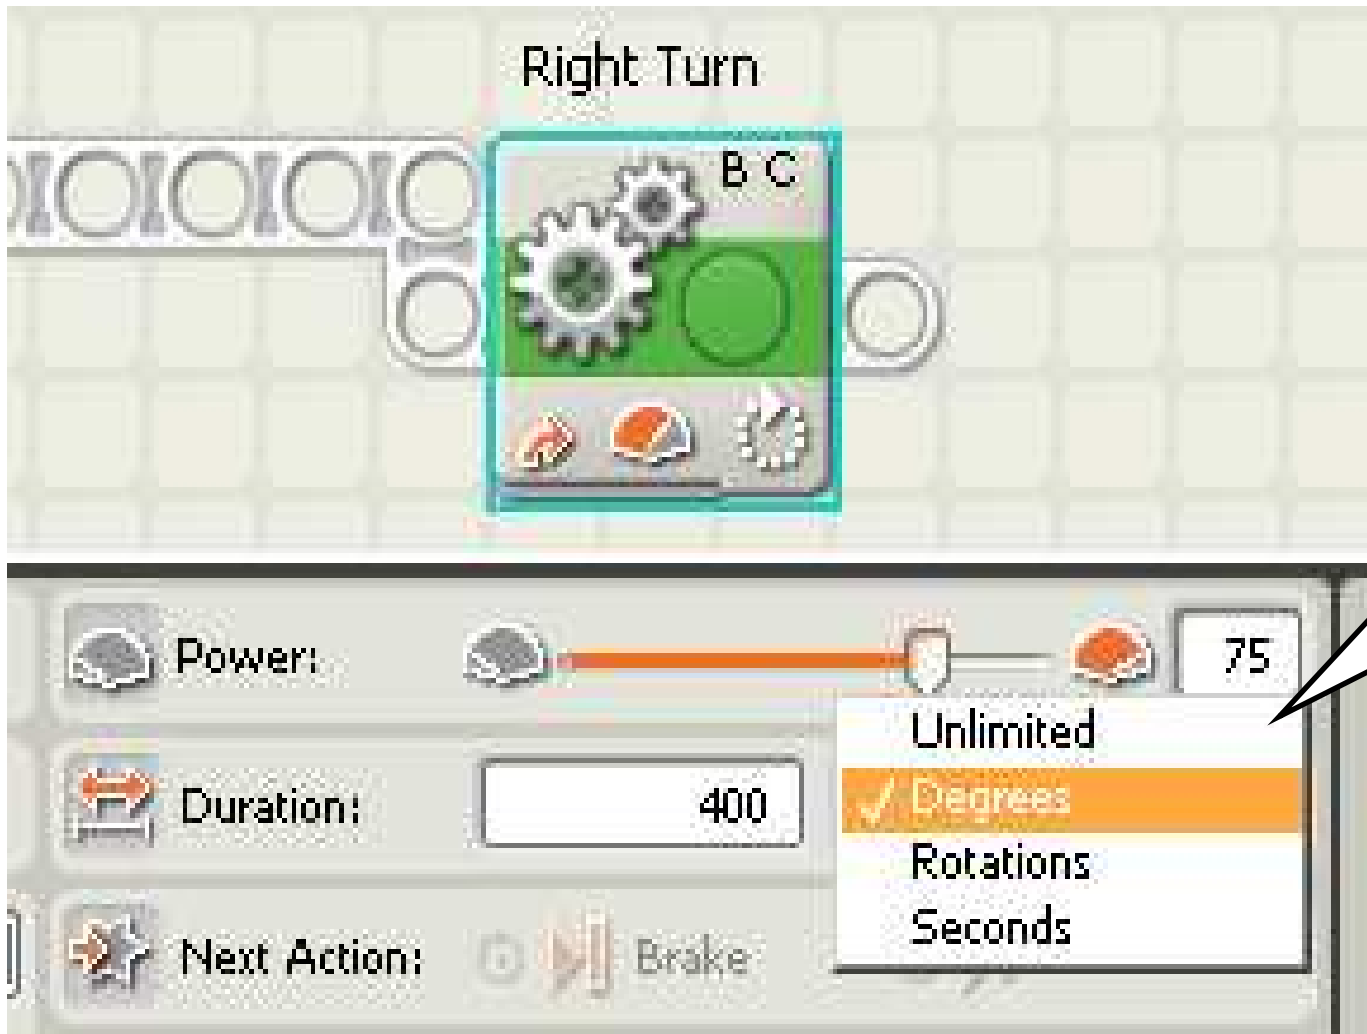 Right Turn
B C
Power: 75
Unlimited
Duration: 400
Degrees
Rotations
Seconds
Next Action: Brake